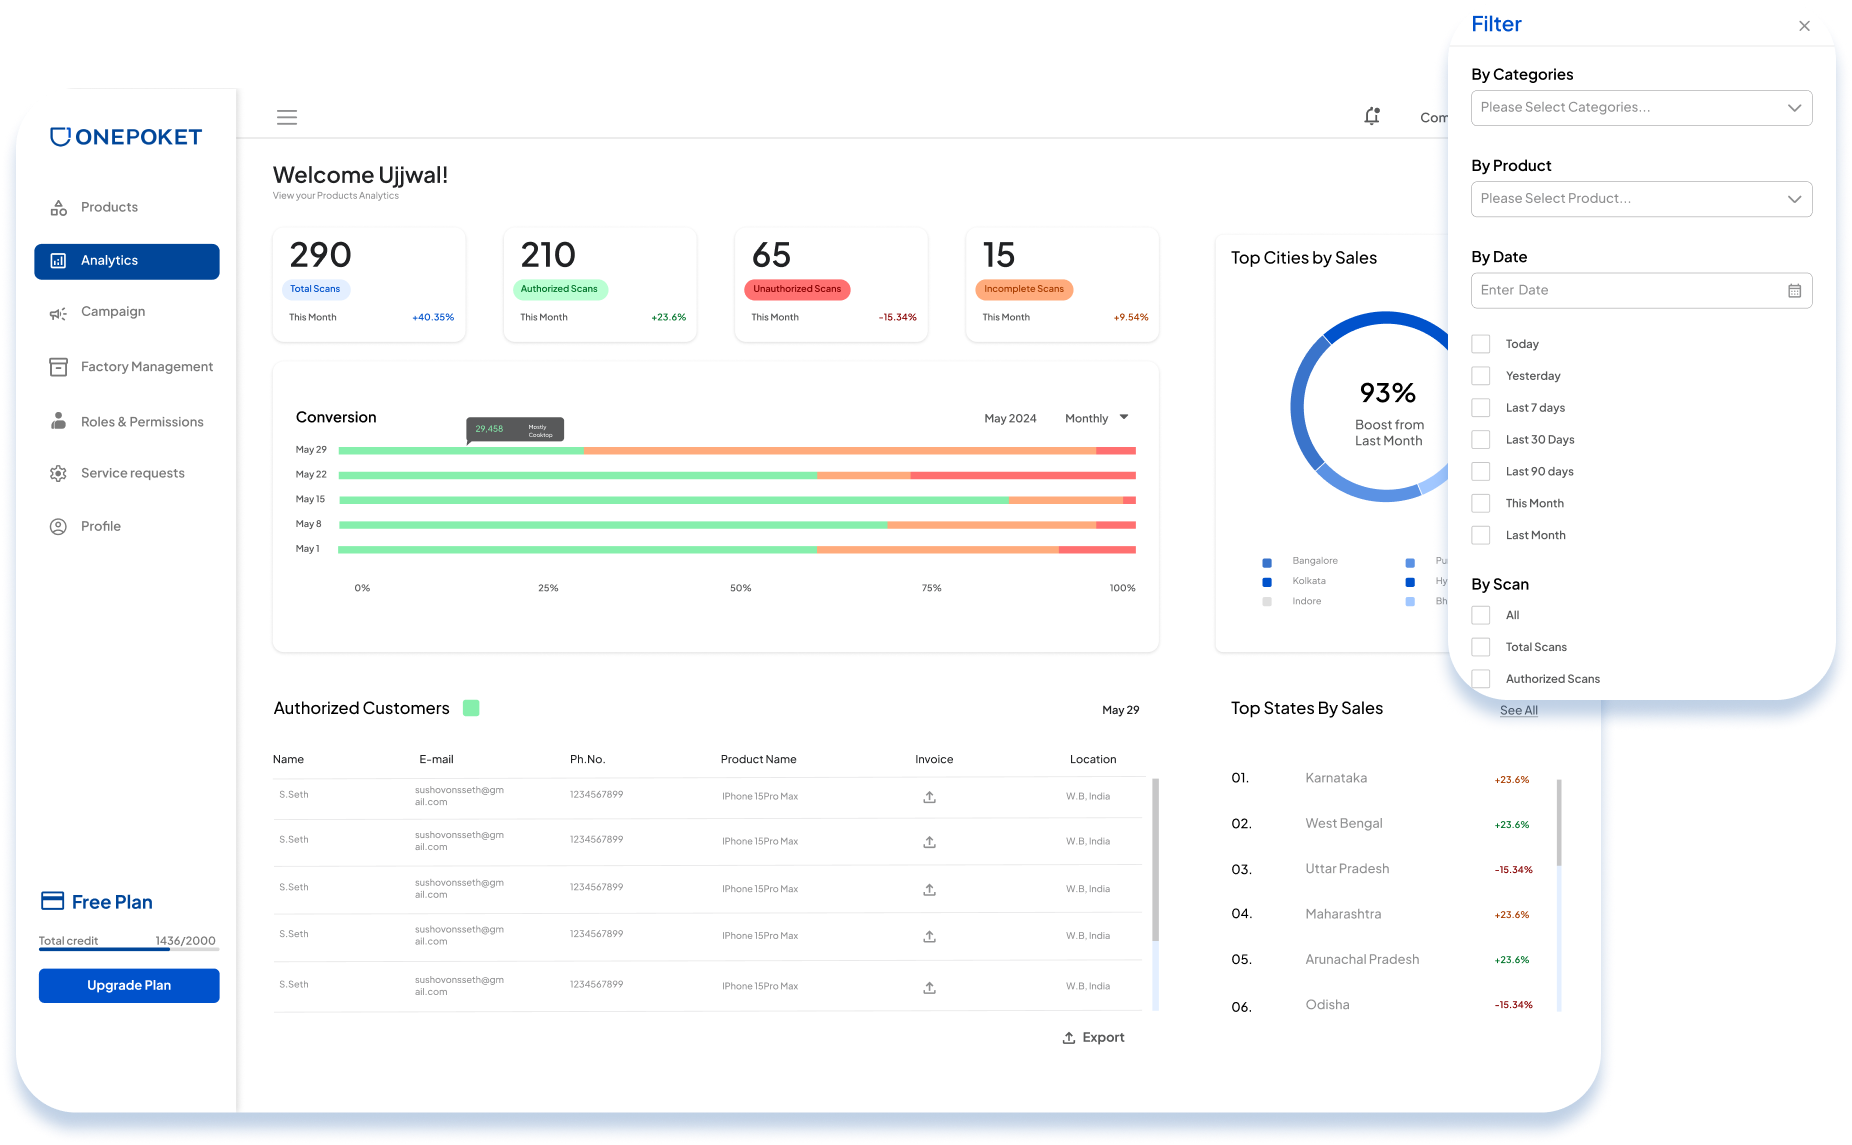 Filter
By Categories
Please Select Categories...
By Product
Please Select Product...
By Date
Enter Date
Today
Yesterday
Last 7 days
Last 30 Days
Last 90 days
This Month
Last Month
By Scan
All
Total Scans
Authorized Scans
ONEPOKET
Products
Analytics
Campaign
Factory Management
Roles & Permissions
Service requests
Profile
Free Plan
Total credit 1436/2000
Upgrade Plan
Welcome Ujjwal!
View your Products Analytics
290
Total Scans
This Month +40.35%
210
Authorized Scans
This Month +23.6%
65
Unauthorized Scans
This Month -15.34%
15
Incomplete Scans
This Month +9.54%
Conversion
May 2024 Monthly
29,458 Mostly
Cooktop
May 29
May 22
May 15
May 8
May 1
0% 25% 50% 75% 100%
Top Cities by Sales
93%
Boost from
Last Month
Bangalore
Kolkata
Indore
Authorized Customers
May 29
Name E-mail Ph.No. Product Name Invoice Location
S.Seth sushovonsseth@gm
ail.com 1234567899 IPhone 15Pro Max W.B, India
S.Seth sushovonsseth@gm
ail.com 1234567899 IPhone 15Pro Max W.B, India
S.Seth sushovonsseth@gm
ail.com 1234567899 IPhone 15Pro Max W.B, India
S.Seth sushovonsseth@gm
ail.com 1234567899 IPhone 15Pro Max W.B, India
S.Seth sushovonsseth@gm
ail.com 1234567899 IPhone 15Pro Max W.B, India
Export
Top States By Sales
See All
01. Karnataka +23.6%
02. West Bengal +23.6%
03. Uttar Pradesh -15.34%
04. Maharashtra +23.6%
05. Arunachal Pradesh +23.6%
06. Odisha -15.34%